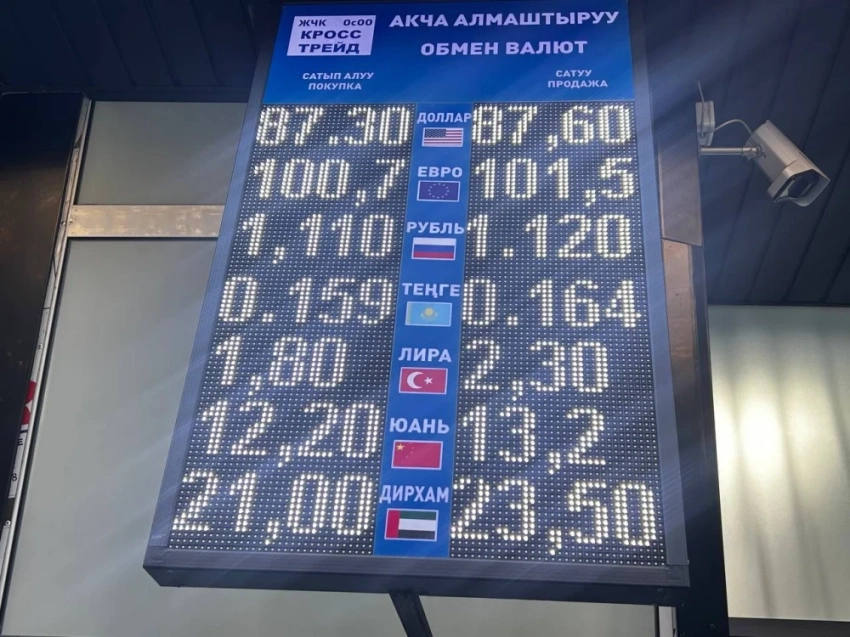 ЖЧК ОсОО
КРОСС
ТРЕЙД
АКЧА АЛМАШТЫРУУ
ОБМЕН ВАЛЮТ
САТЫП АЛУУ
ПОКУПКА
САТУУ
ПРОДАЖА
87.30 ДОЛЛАР 87,60
100,7 ЕВРО 101,5
1,110 РУБЛЬ 1.120
0.159 ТЕҢГЕ 0.164
1,80 ЛИРА 2,30
12,20 ЮАНЬ 13,2
21,00 ДИРХАМ 23,50